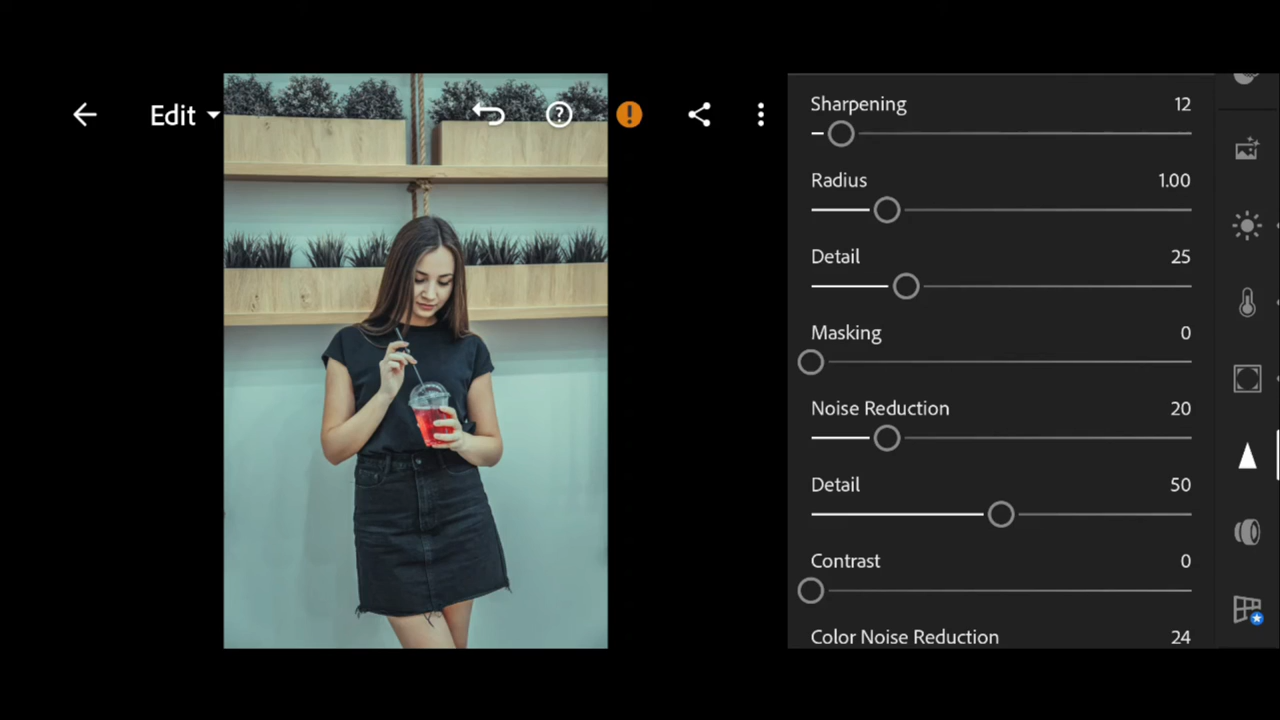 Edit
Sharpening 12
Radius 1.00
Detail 25
Masking 0
Noise Reduction 20
Detail 50
Contrast 0
Color Noise Reduction 24